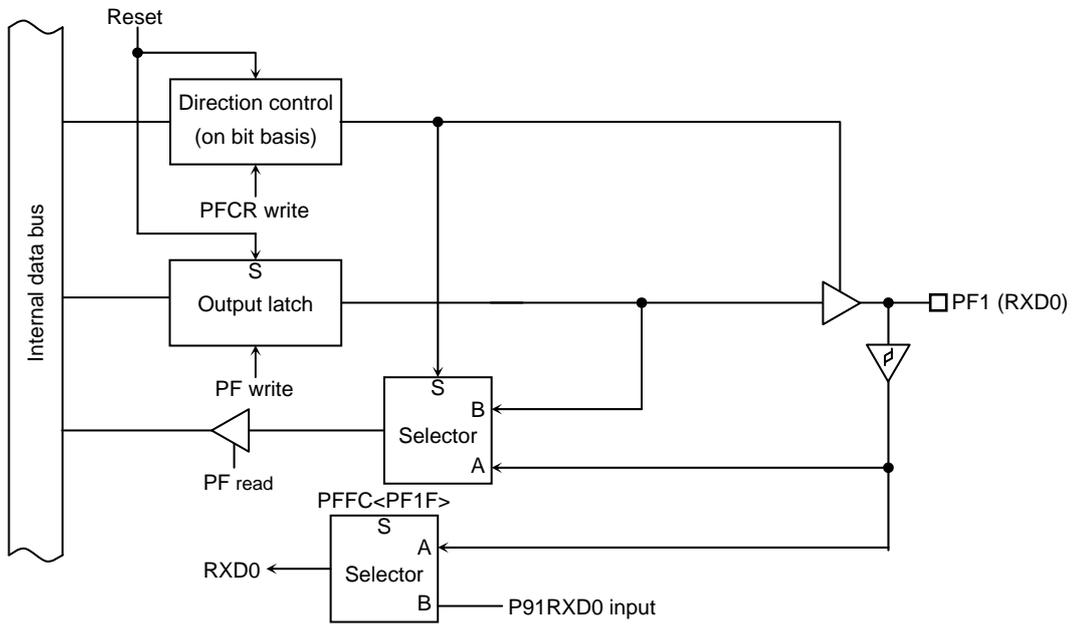 Reset
Direction control
(on bit basis)
PFCR write
Internal data bus
S
Output latch
PF1 (RXD0)
PF write
S
B
Selector
A
PF read
PFFC<PF1F>
S
A
RXD0
Selector
B
P91RXD0 input